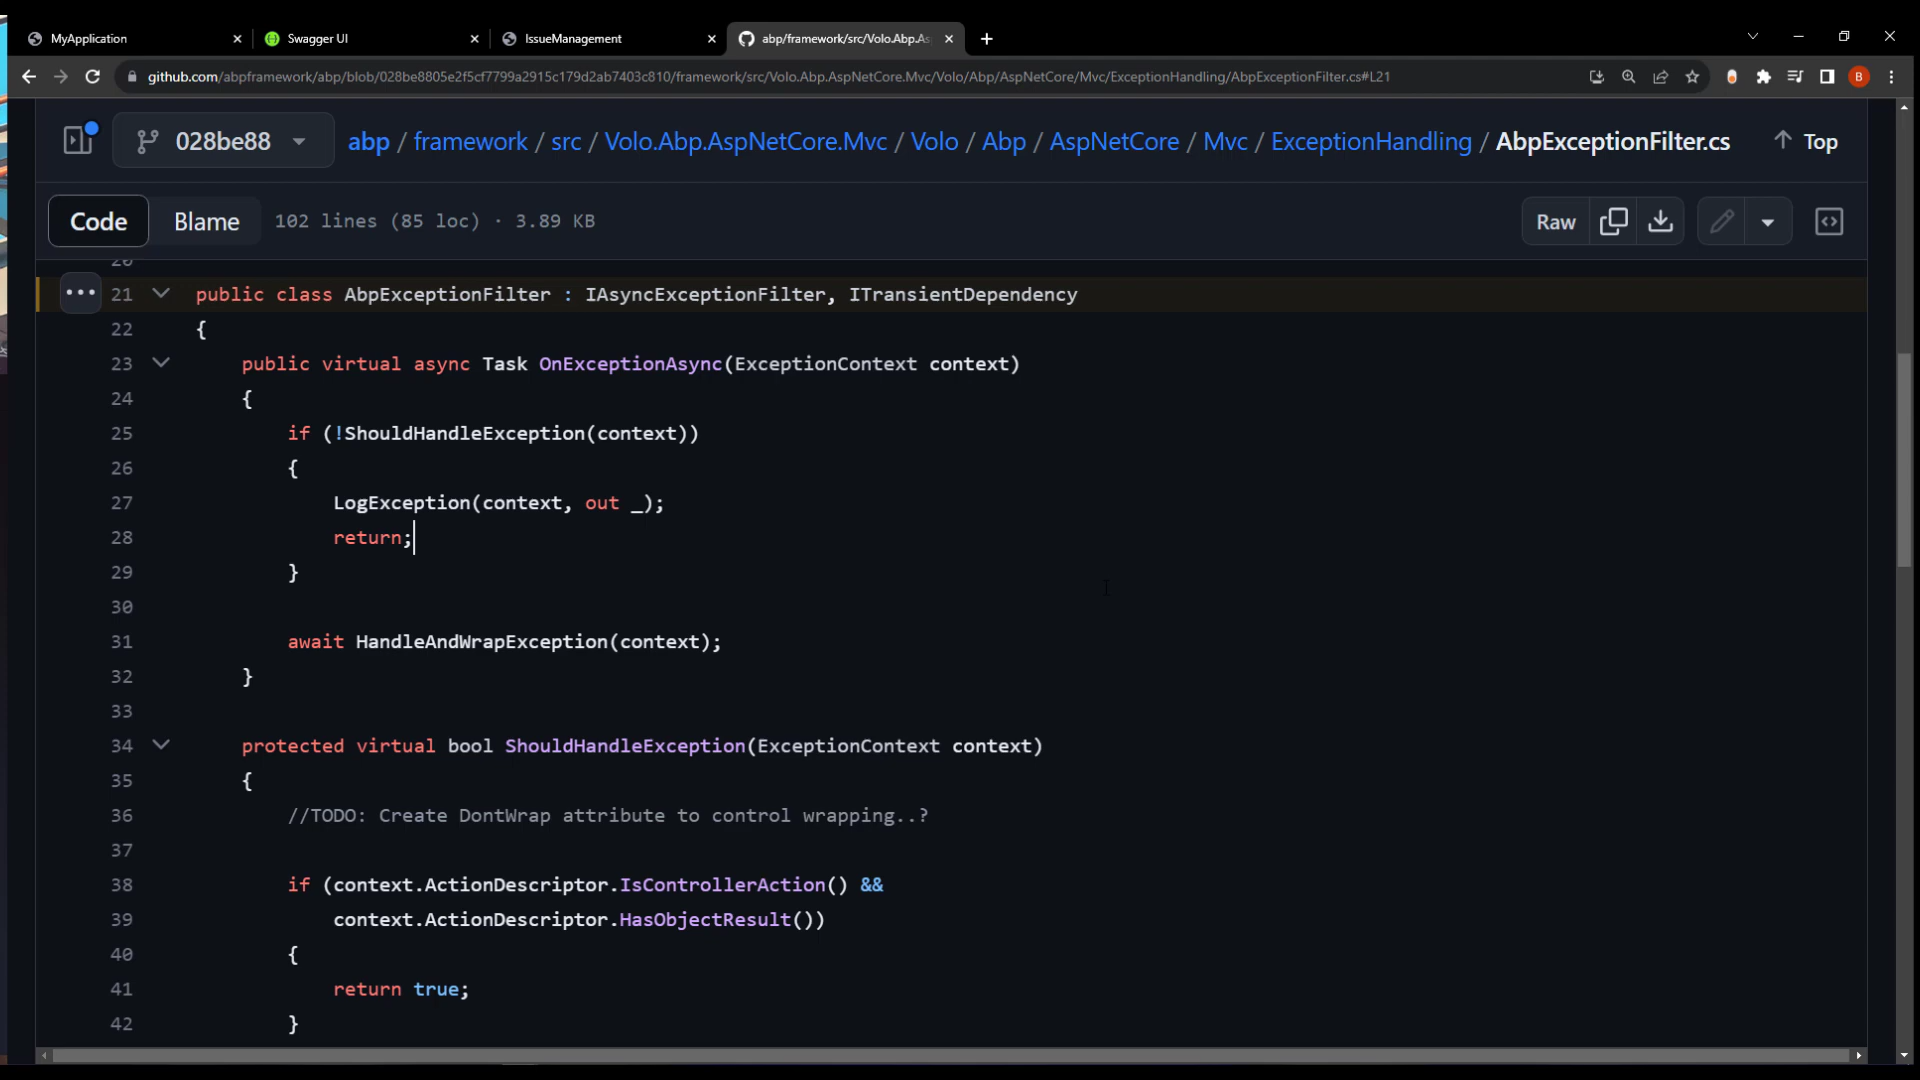 MyApplication
Swagger UI
IssueManagement
abp/framework/src/Volo.Abp.As
github.com/abpframework/abp/blob/028be8805e2f5cf7799a2915c179d2ab7403c810/framework/src/Volo.Abp.AspNetCore.Mvc/Volo/Abp/AspNetCore/Mvc/ExceptionHandling/AbpExceptionFilter.cs#L21
B
028be88
abp / framework / src / Volo.Abp.AspNetCore.Mvc / Volo / Abp / AspNetCore / Mvc / ExceptionHandling / AbpExceptionFilter.cs
Top
Code
Blame
102 lines (85 loc) · 3.89 KB
Raw
20
21 public class AbpExceptionFilter : IAsyncExceptionFilter, ITransientDependency
22 {
23 public virtual async Task OnExceptionAsync(ExceptionContext context)
24 {
25 if (!ShouldHandleException(context))
26 {
27 LogException(context, out _);
28 return;
29 }
30
31 await HandleAndWrapException(context);
32 }
33
34 protected virtual bool ShouldHandleException(ExceptionContext context)
35 {
36 //TODO: Create DontWrap attribute to control wrapping..?
37
38 if (context.ActionDescriptor.IsControllerAction() &&
39 context.ActionDescriptor.HasObjectResult())
40 {
41 return true;
42 }